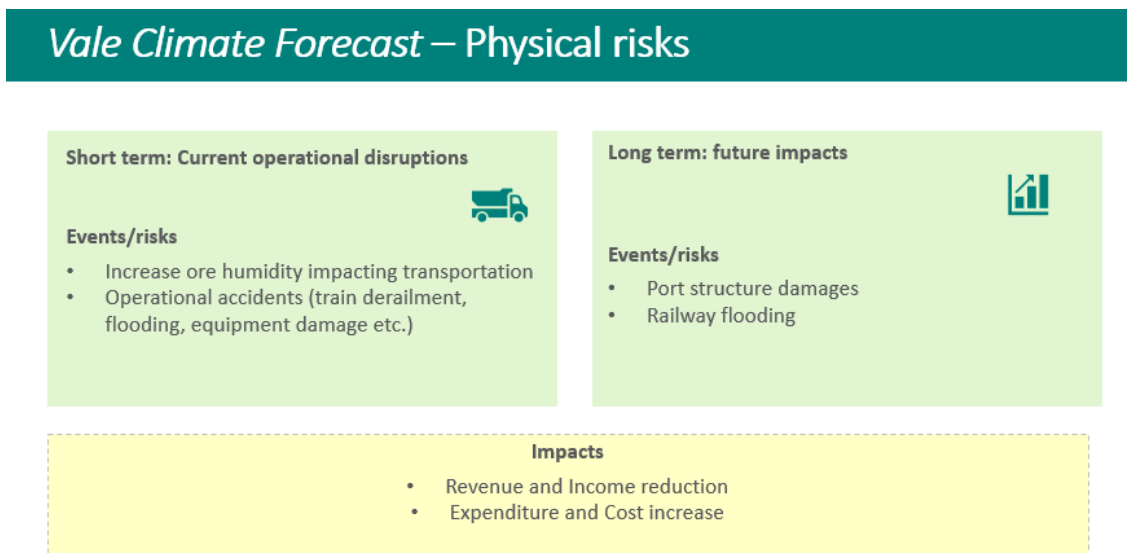 Vale Climate Forecast – Physical risks
Short term: Current operational disruptions
Events/risks
• Increase ore humidity impacting transportation
• Operational accidents (train derailment,
flooding, equipment damage etc.)
Long term: future impacts
Events/risks
• Port structure damages
• Railway flooding
Impacts
• Revenue and Income reduction
• Expenditure and Cost increase